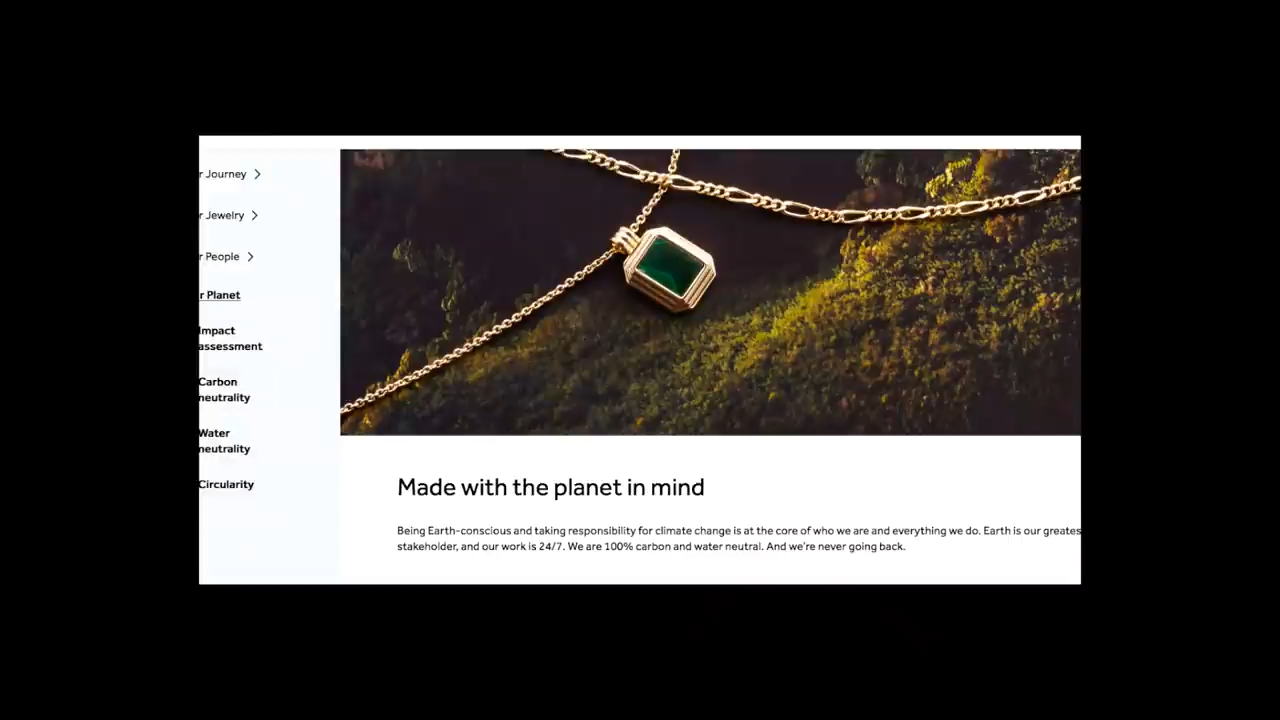 r Journey
r Jewelry
r People
r Planet
Impact
assessment
Carbon
neutrality
Water
neutrality
Circularity
Made with the planet in mind
Being Earth-conscious and taking responsibility for climate change is at the core of who we are and everything we do. Earth is our greates
stakeholder, and our work is 24/7. We are 100% carbon and water neutral. And we're never going back.